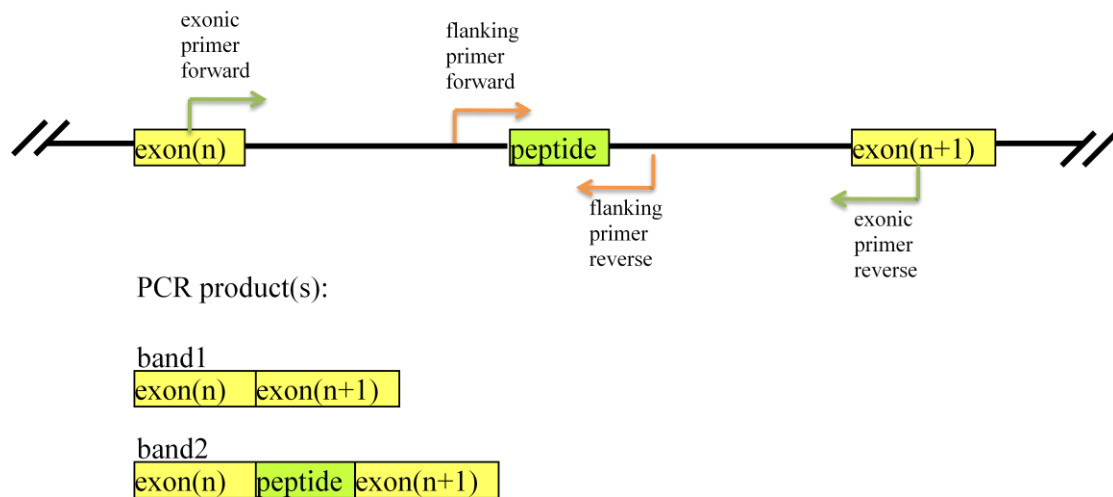 exonic
primer
forward
flanking
primer
forward
exon(n)
peptide
exon(n+1)
flanking
primer
reverse
exonic
primer
reverse
PCR product(s):
band1
exon(n) exon(n+1)
band2
exon(n) peptide exon(n+1)